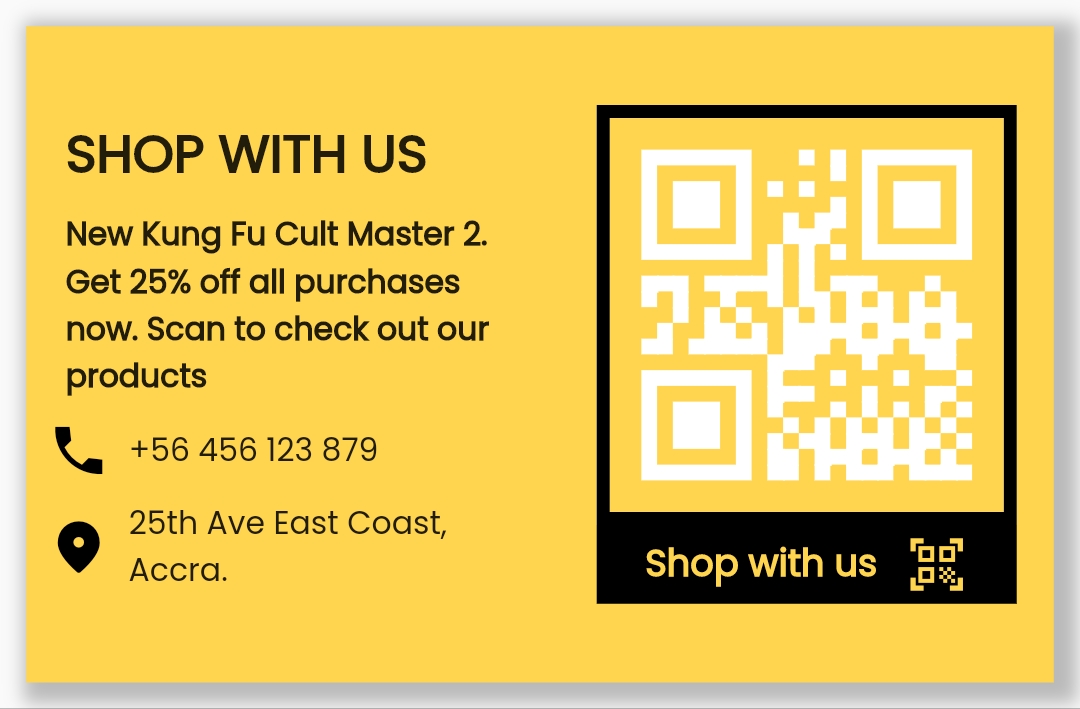 SHOP WITH US
New Kung Fu Cult Master 2.
Get 25% off all purchases
now. Scan to check out our
products
+56 456 123 879
25th Ave East Coast,
Accra.
Shop with us